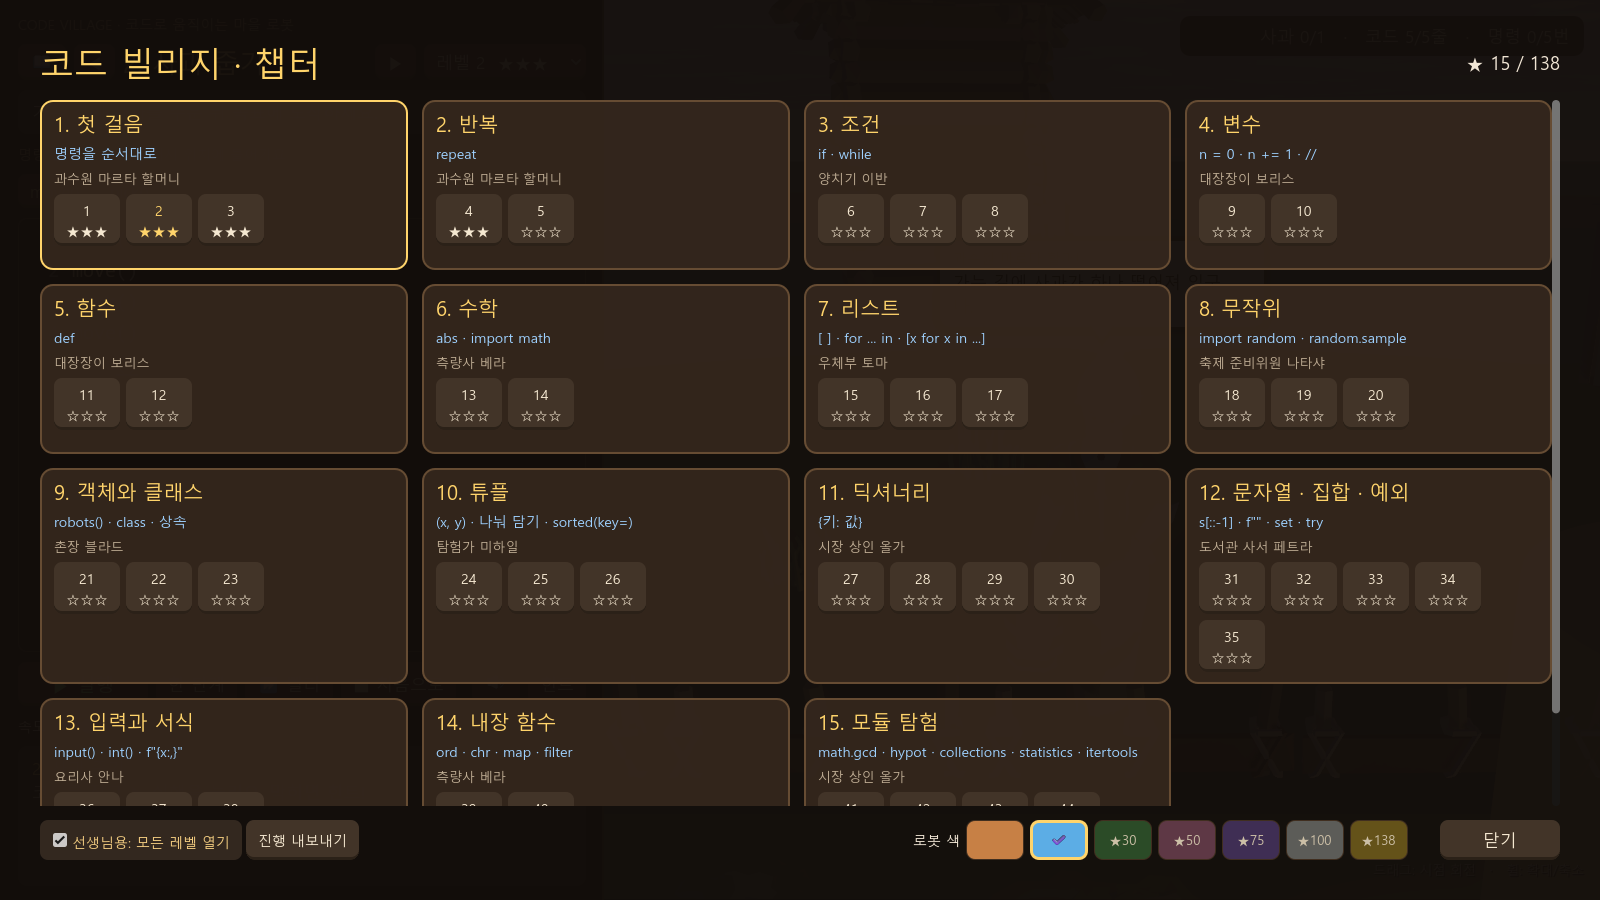 코드 빌리지 · 챕터
★ 15 / 138
1. 첫 걸음
명령을 순서대로
과수원 마르타 할머니
1 2 3
★★★ ★★★ ★★★
2. 반복
repeat
과수원 마르타 할머니
4 5
★★★ ☆☆☆
3. 조건
if · while
양치기 이반
6 7 8
☆☆☆ ☆☆☆ ☆☆☆
4. 변수
n = 0 · n += 1 · //
대장장이 보리스
9 10
☆☆☆ ☆☆☆
5. 함수
def
대장장이 보리스
11 12
☆☆☆ ☆☆☆
6. 수학
abs · import math
측량사 베라
13 14
☆☆☆ ☆☆☆
7. 리스트
[ ] · for ... in · [x for x in ...]
우체부 토마
15 16 17
☆☆☆ ☆☆☆ ☆☆☆
8. 무작위
import random · random.sample
축제 준비위원 나타샤
18 19 20
☆☆☆ ☆☆☆ ☆☆☆
9. 객체와 클래스
robots() · class · 상속
촌장 블라드
21 22 23
☆☆☆ ☆☆☆ ☆☆☆
10. 튜플
(x, y) · 나눠 담기 · sorted(key=)
탐험가 미하일
24 25 26
☆☆☆ ☆☆☆ ☆☆☆
11. 딕셔너리
{키: 값}
시장 상인 올가
27 28 29 30
☆☆☆ ☆☆☆ ☆☆☆ ☆☆☆
12. 문자열 · 집합 · 예외
s[::-1] · f"" · set · try
도서관 사서 페트라
31 32 33 34
☆☆☆ ☆☆☆ ☆☆☆ ☆☆☆
35
☆☆☆
13. 입력과 서식
input() · int() · f"{x:,}"
요리사 안나
14. 내장 함수
ord · chr · map · filter
측량사 베라
15. 모듈 탐험
math.gcd · hypot · collections · statistics · itertools
시장 상인 올가
선생님용: 모든 레벨 열기
진행 내보내기
로봇 색
★30 ★50 ★75 ★100 ★138
닫기